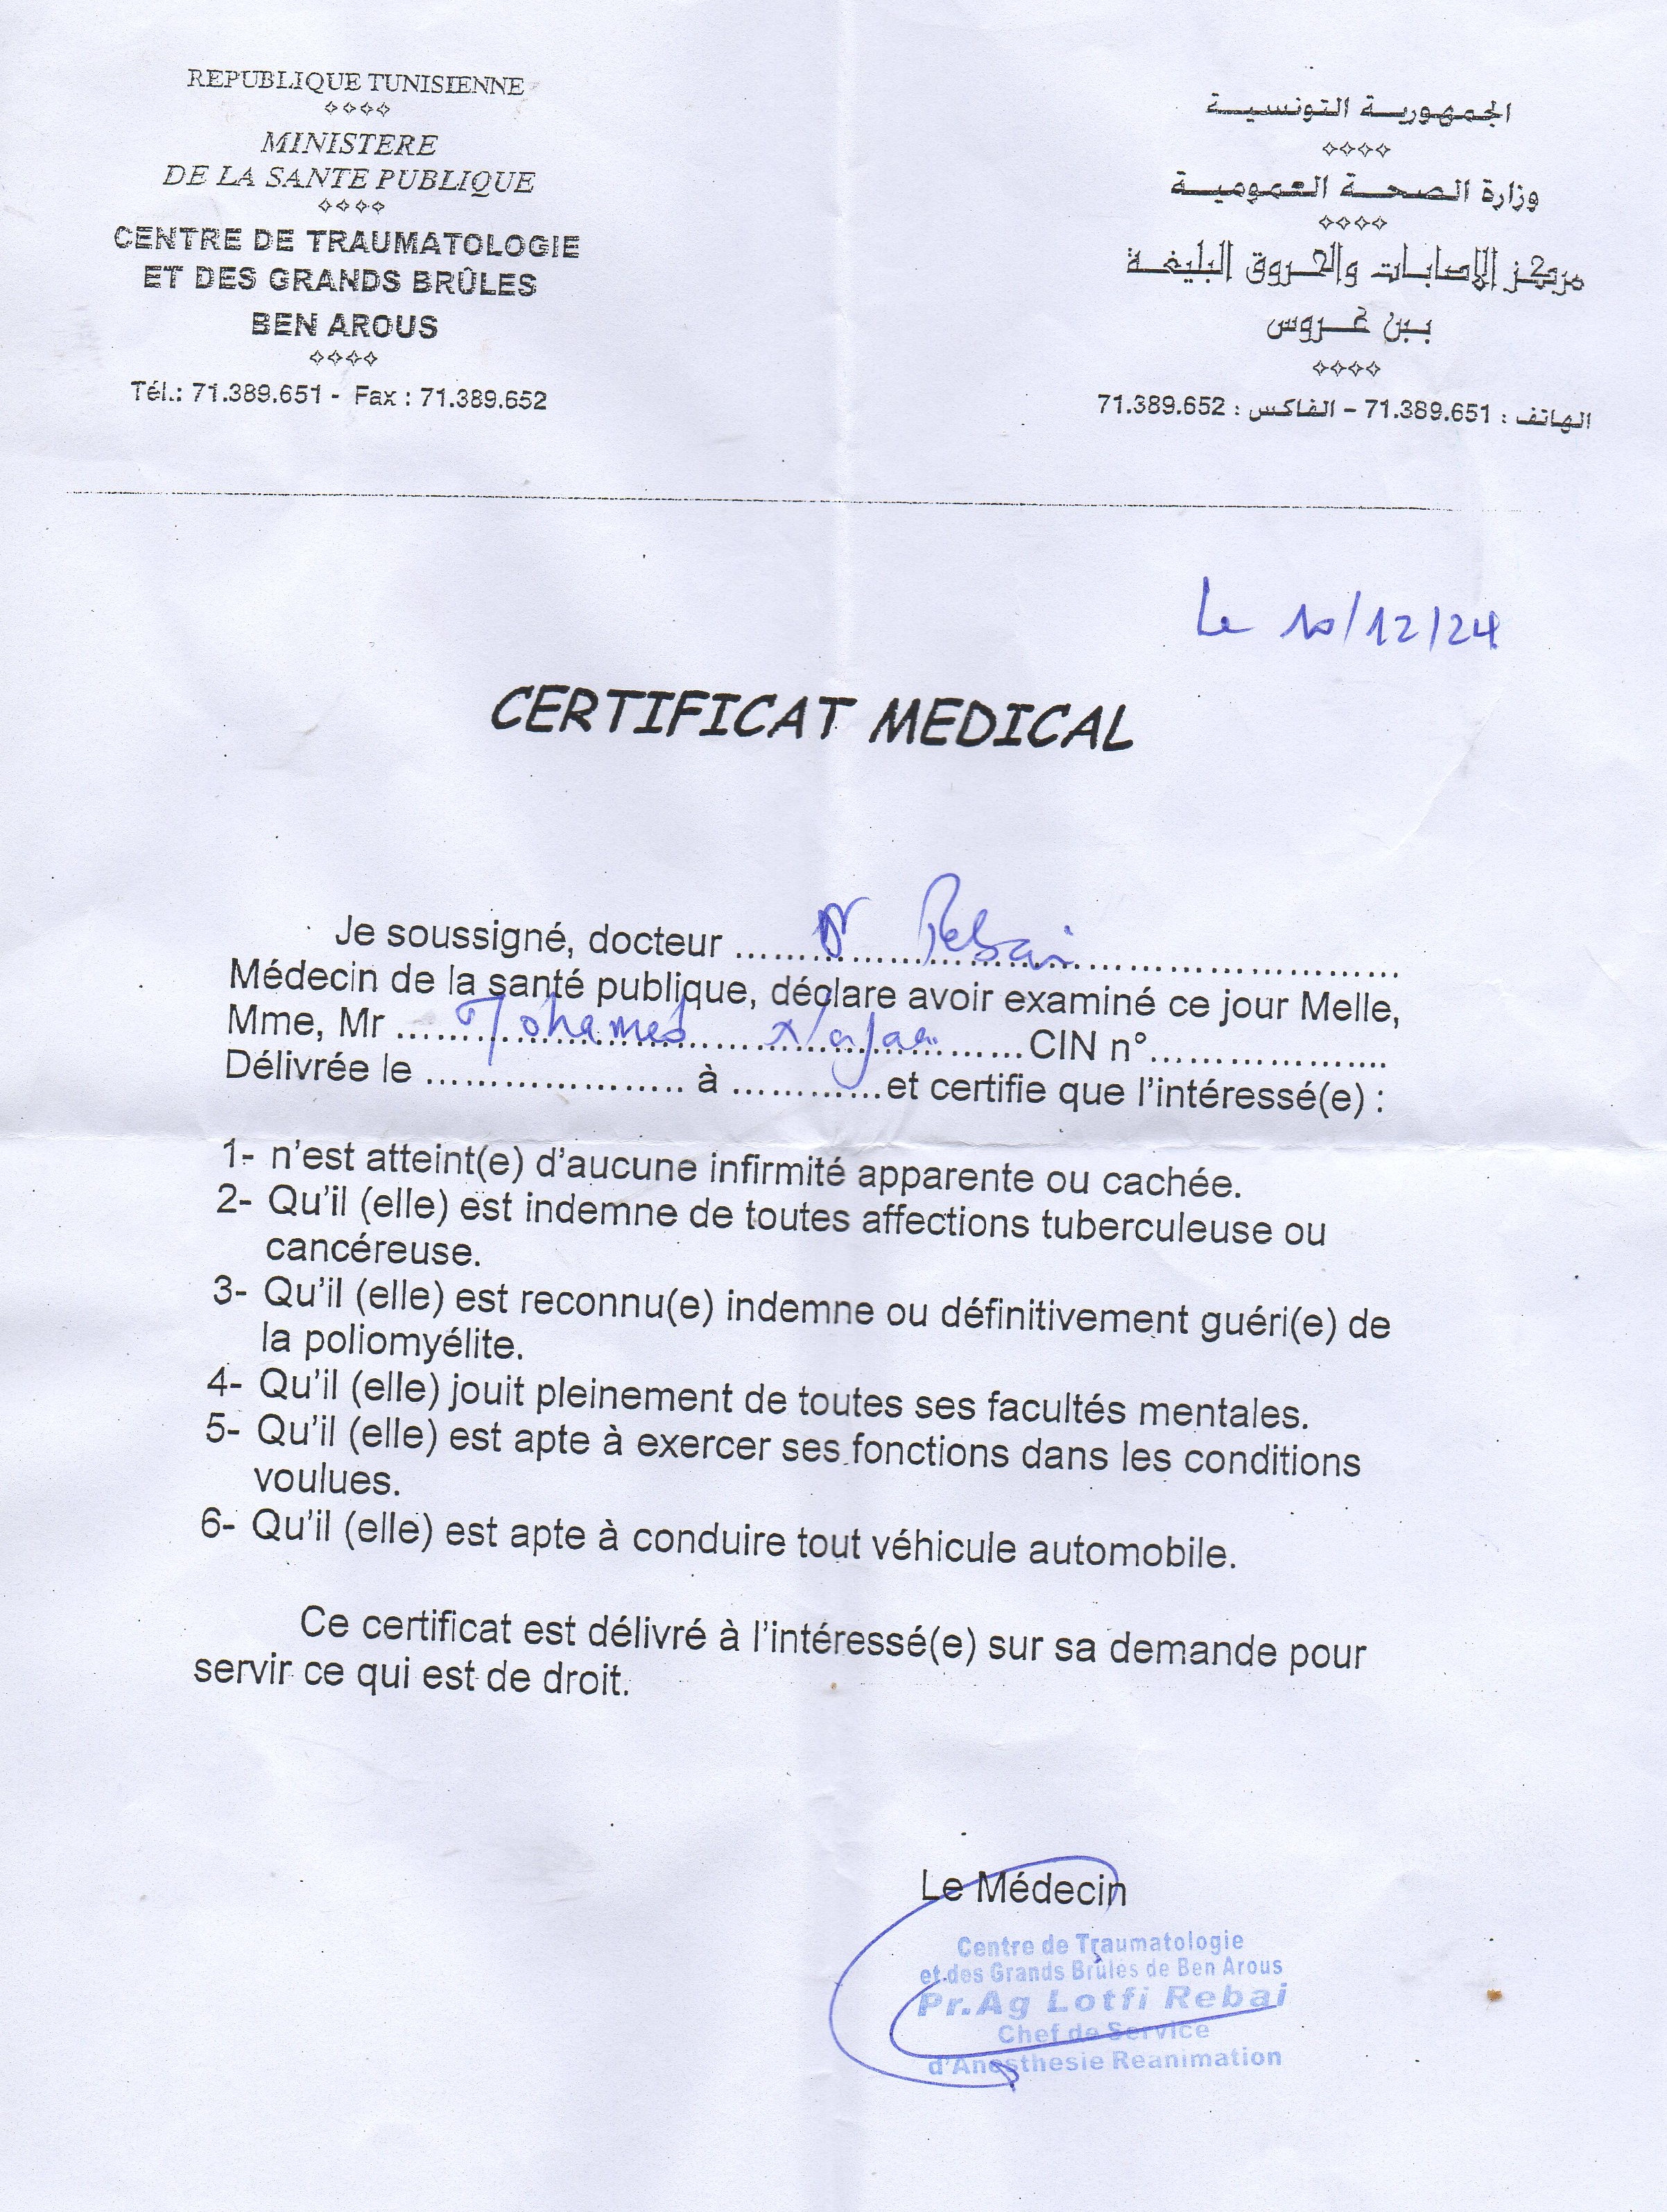 REPUBLIQUE TUNISIENNE
MINISTERE
DE LA SANTE PUBLIQUE
CENTRE DE TRAUMATOLOGIE
ET DES GRANDS BRÛLES
BEN AROUS
Tél.: 71.389.651 - Fax : 71.389.652
الجمهورية التونسية
وزارة الصحة العمومية
مركز الاصابات والحروق البليغة
ببن عروس
الهاتف : 71.389.651 – الفاكس : 71.389.652
Le 10/12/24
CERTIFICAT MEDICAL
Je soussigné, docteur ...... Dr Rebai ......
Médecin de la santé publique, déclare avoir examiné ce jour Melle,
Mme, Mr ...... Mohamed ...... CIN n°......
Délivrée le ...... à ...... et certifie que l'intéressé(e) :
1- n'est atteint(e) d'aucune infirmité apparente ou cachée.
2- Qu'il (elle) est indemne de toutes affections tuberculeuse ou
cancéreuse.
3- Qu'il (elle) est reconnu(e) indemne ou définitivement guéri(e) de
la poliomyélite.
4- Qu'il (elle) jouit pleinement de toutes ses facultés mentales.
5- Qu'il (elle) est apte à exercer ses fonctions dans les conditions
voulues.
6- Qu'il (elle) est apte à conduire tout véhicule automobile.
Ce certificat est délivré à l'intéressé(e) sur sa demande pour
servir ce qui est de droit.
Le Médecin
Centre de Traumatologie
et des Grands Brûlés de Ben Arous
Pr.Ag Lotfi Rebai
Chef de Service
d'Anesthesie Reanimation